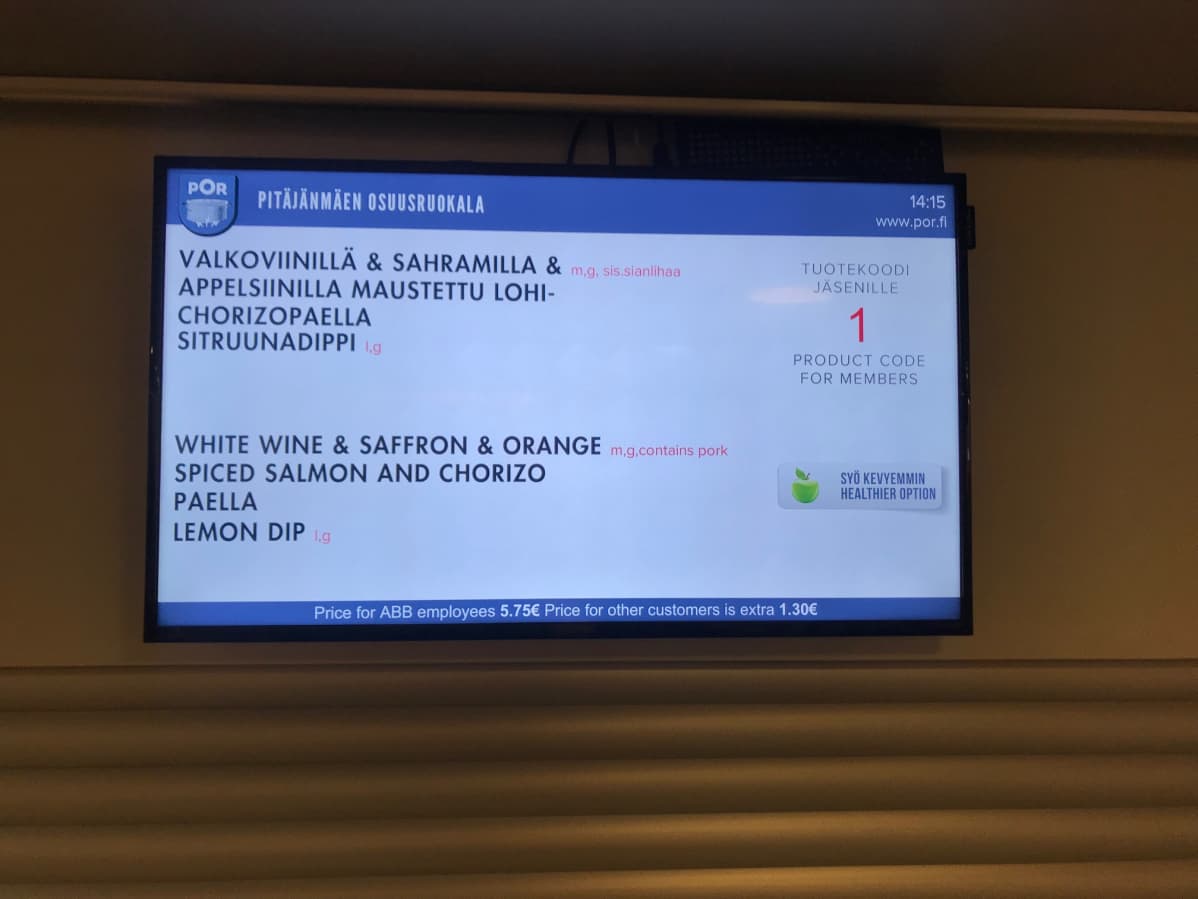 POR
PITÄJÄNMÄEN OSUUSRUOKALA
14:15
www.por.fi
VALKOVIINILLÄ & SAHRAMILLA & m,g, sis.sianlihaa
APPELSIINILLA MAUSTETTU LOHI-
CHORIZOPAELLA
SITRUUNADIPPI l,g
TUOTEKOODI
JÄSENILLE
1
PRODUCT CODE
FOR MEMBERS
WHITE WINE & SAFFRON & ORANGE m,g,contains pork
SPICED SALMON AND CHORIZO
PAELLA
LEMON DIP l,g
SYÖ KEVYEMMIN
HEALTHIER OPTION
Price for ABB employees 5.75€ Price for other customers is extra 1.30€